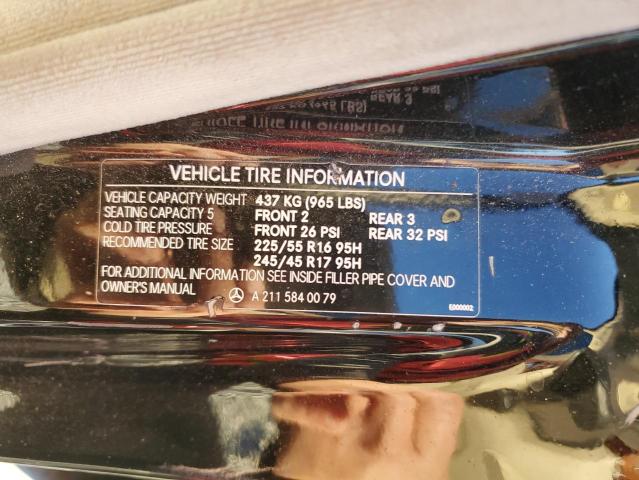 VEHICLE TIRE INFORMATION
VEHICLE CAPACITY WEIGHT 437 KG (965 LBS)
SEATING CAPACITY 5 FRONT 2 REAR 3
COLD TIRE PRESSURE FRONT 26 PSI REAR 32 PSI
RECOMMENDED TIRE SIZE 225/55 R16 95H
245/45 R17 95H
FOR ADDITIONAL INFORMATION SEE INSIDE FILLER PIPE COVER AND
OWNER'S MANUAL A 211 584 00 79
E000002